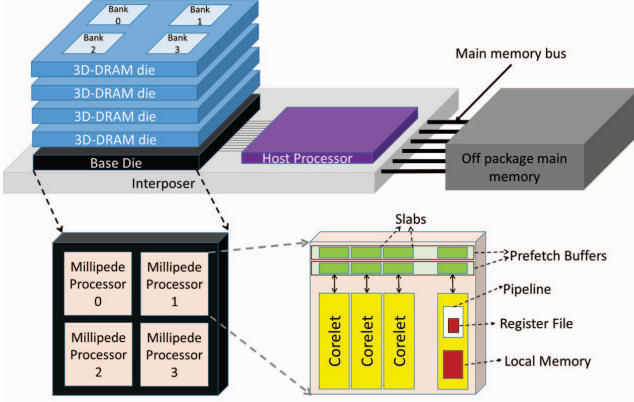 Bank
0
Bank
1
Bank
2
Bank
3
3D-DRAM die
3D-DRAM die
3D-DRAM die
3D-DRAM die
Base Die
Interposer
Host Processor
Main memory bus
Off package main
memory
Millipede
Processor
0
Millipede
Processor
1
Millipede
Processor
2
Millipede
Processor
3
Slabs
Prefetch Buffers
Pipeline
Register File
Local Memory
Corelet
Corelet
Corelet